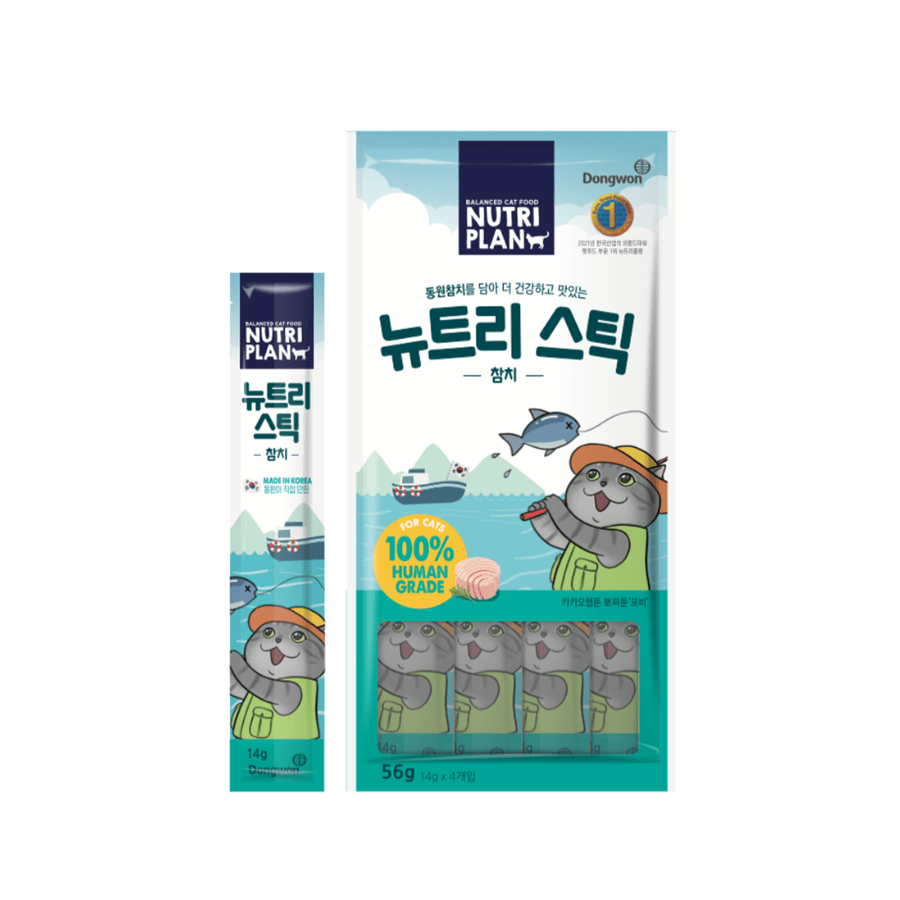 BALANCED CAT FOOD
NUTRI
PLAN
뉴트리
스틱
참치
MADE IN KOREA
동원이 직접 만든
14g
Dongwon
BALANCED CAT FOOD
NUTRI
PLAN
Dongwon
1
2021년 한국산업의 브랜드파워
펫푸드 부문 1위 뉴트리플랜
동원참치를 담아 더 건강하고 맛있는
뉴트리 스틱
참치
FOR CATS
100%
HUMAN
GRADE
카카오웹툰 뽀짜툰 '포비'
14g
g
g
g
56g 14g x 4개입